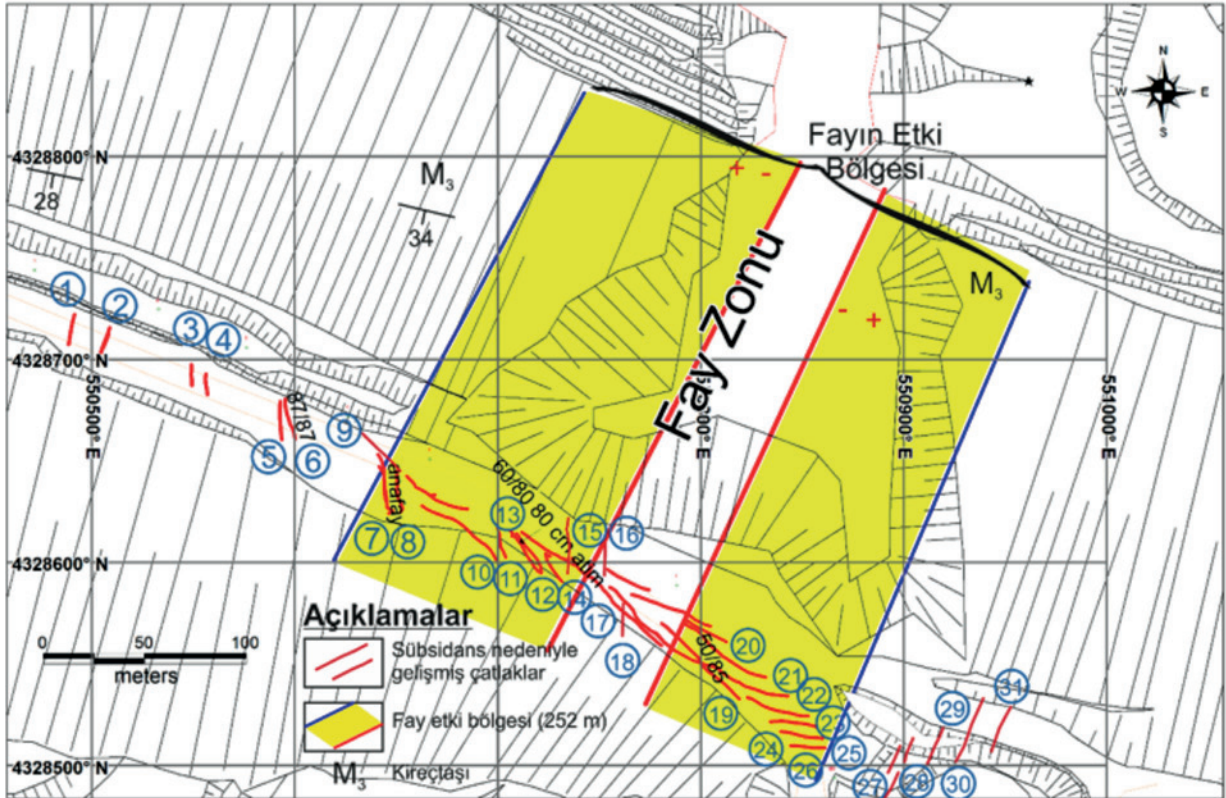 N
W E
S
4328800° N
Fayın Etki
Bölgesi
M3
28
34
M3
+ -
- +
Fay Zonu
1
2
3 4
4328700° N
550500° E
550900° E
551000° E
87/87
9
5 6
anafay
7 8
60/80 80 cm atim
13
15 16
4328600° N
10 11 12 14
17
18
60/85
20
21
22
19
23
24
25
26
27 28
29
30
31
Açıklamalar
0 50 100
meters
Sübsidans nedeniyle
gelişmiş çatlaklar
Fay etki bölgesi (252 m)
M3 Kireçtaşı
4328500° N